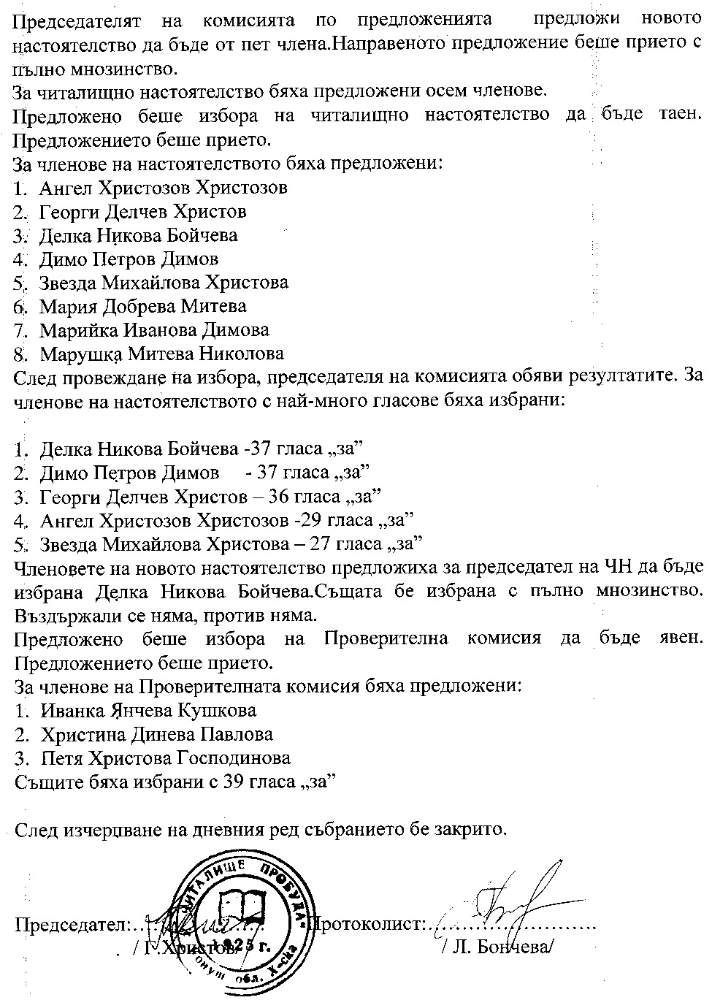 Председателят на комисията по предложенията предложи новото
настоятелство да бъде от пет члена.Направеното предложение беше прието с
пълно мнозинство.
За читалищно настоятелство бяха предложени осем членове.
Предложено беше избора на читалищно настоятелство да бъде таен.
Предложението беше прието.
За членове на настоятелството бяха предложени:
1. Ангел Христозов Христозов
2. Георги Делчев Христов
3. Делка Никова Бойчева
4. Димо Петров Димов
5. Звезда Михайлова Христова
6. Мария Добрева Митева
7. Марийка Иванова Димова
8. Марушка Митева Николова
След провеждане на избора, председателя на комисията обяви резултатите. За
членове на настоятелството с най-много гласове бяха избрани:
1. Делка Никова Бойчева -37 гласа „за”
2. Димо Петров Димов - 37 гласа „за”
3. Георги Делчев Христов – 36 гласа „за”
4. Ангел Христозов Христозов -29 гласа „за”
5. Звезда Михайлова Христова – 27 гласа „за”
Членовете на новото настоятелство предложиха за председател на ЧН да бъде
избрана Делка Никова Бойчева.Същата бе избрана с пълно мнозинство.
Въздържали се няма, против няма.
Предложено беше избора на Проверителна комисия да бъде явен.
Предложението беше прието.
За членове на Проверителната комисия бяха предложени:
1. Иванка Янчева Кушкова
2. Христина Динева Павлова
3. Петя Христова Господинова
Същите бяха избрани с 39 гласа „за”
След изчерпване на дневния ред събранието бе закрито.
ЧИТАЛИЩЕ ПРОБУДА"
1925 г.
обл. Х-ска
Председател:.............. Протоколист:........................
/ Г.Христов/ / Л. Бончева/